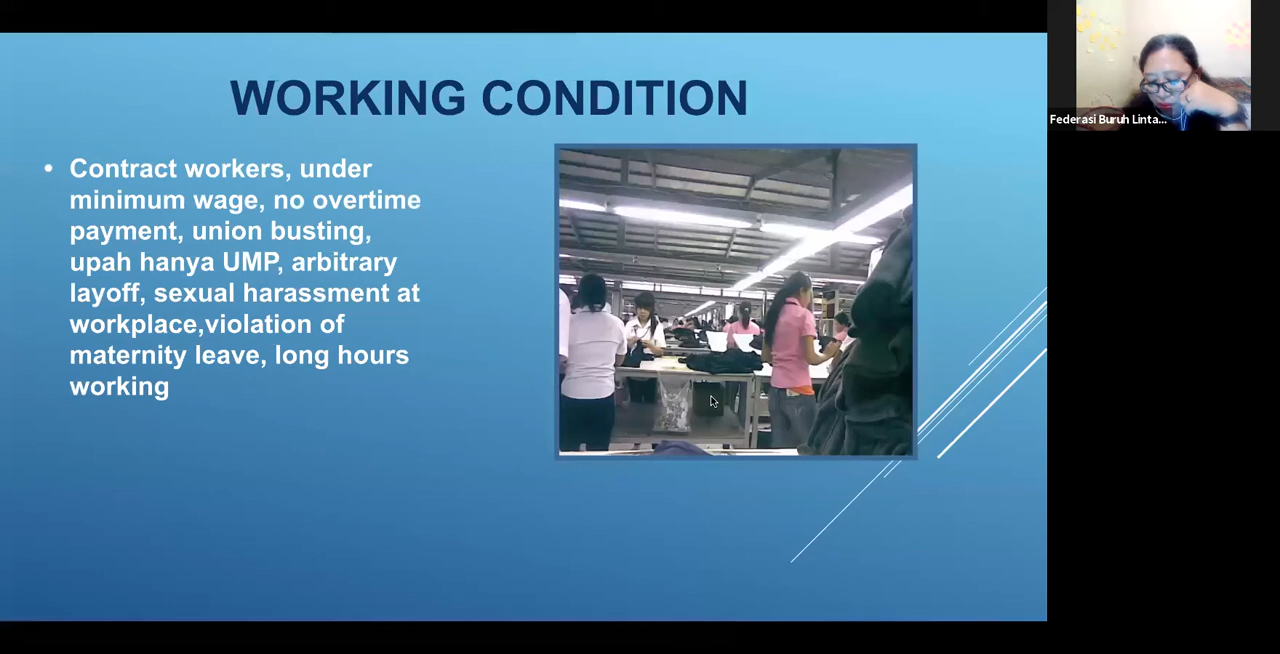 WORKING CONDITION
• Contract workers, under
minimum wage, no overtime
payment, union busting,
upah hanya UMP, arbitrary
layoff, sexual harassment at
workplace,violation of
maternity leave, long hours
working
Federasi Buruh Linta...